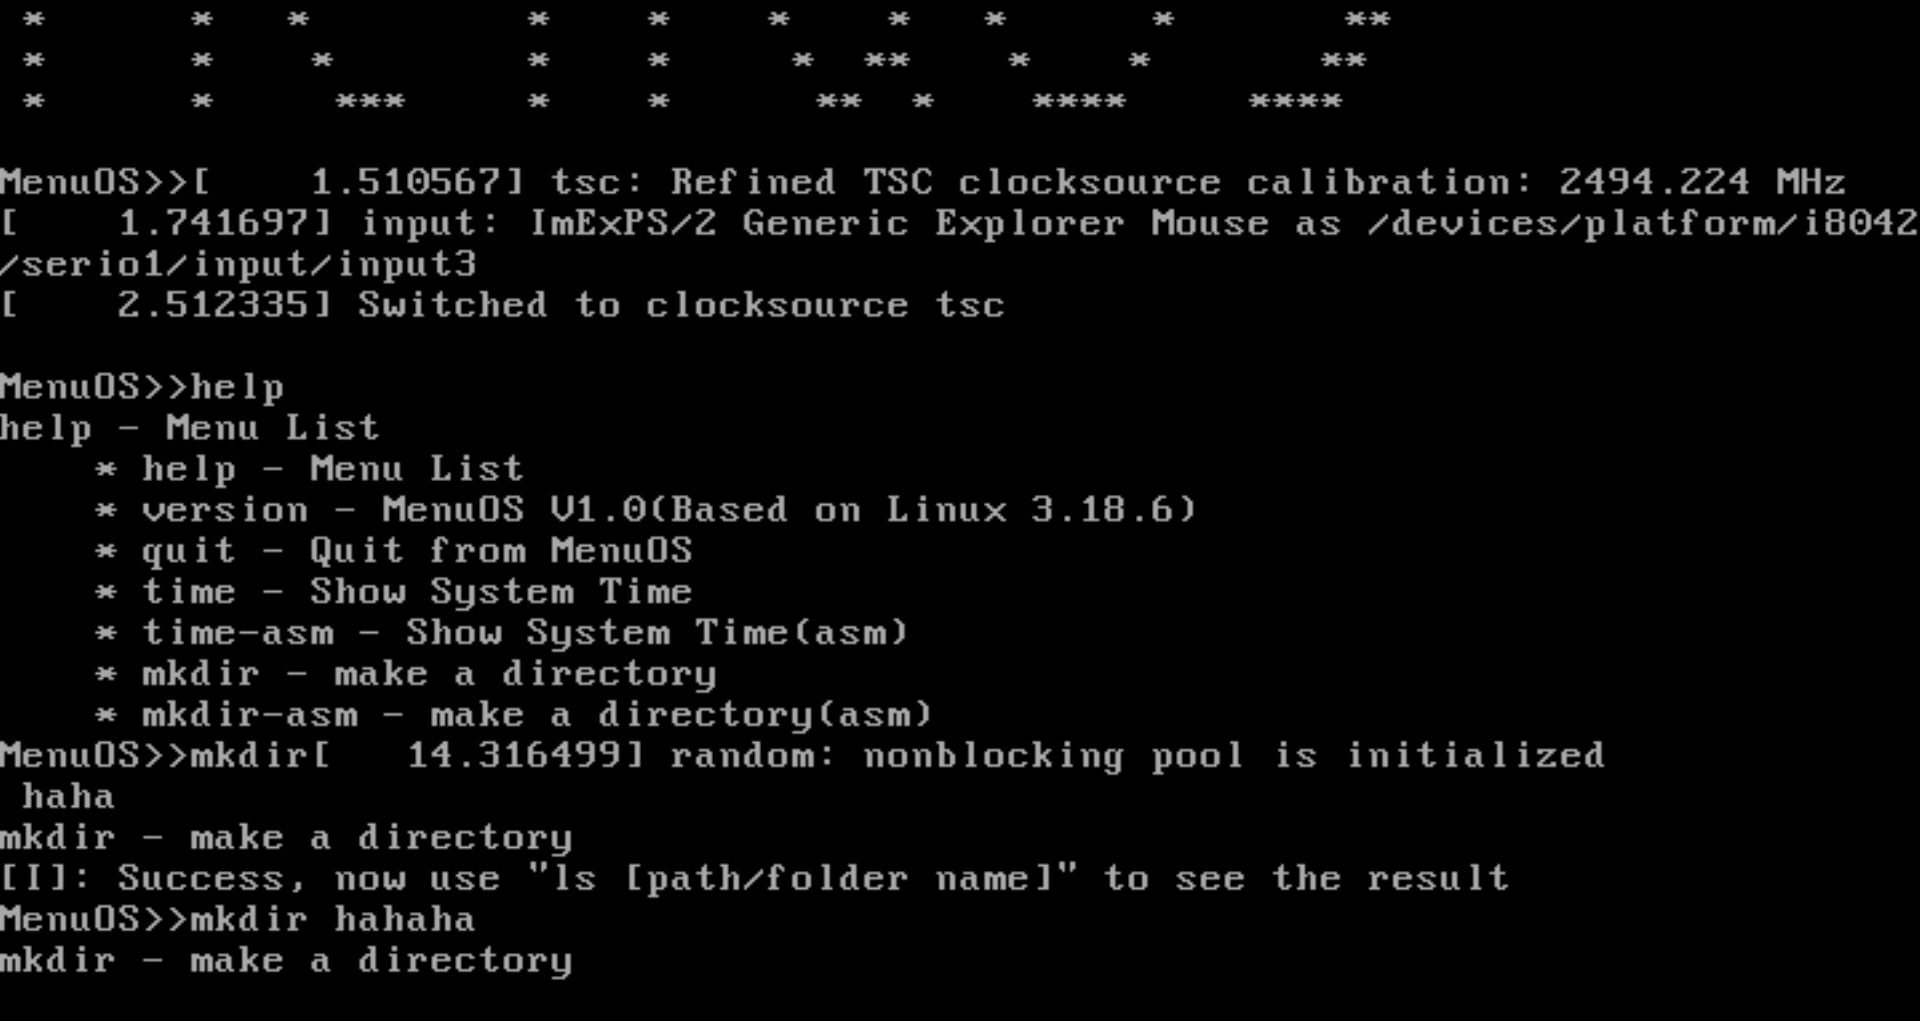 *      *   *         *    *    *    *   *      *       **
*      *    *        *    *     *  **    *    *       **
*      *     ***     *    *      **  *    ****     ****
MenuOS>>[    1.510567] tsc: Refined TSC clocksource calibration: 2494.224 MHz
[    1.741697] input: ImExPS/2 Generic Explorer Mouse as /devices/platform/i8042
/serio1/input/input3
[    2.512335] Switched to clocksource tsc
MenuOS>>help
help - Menu List
    * help - Menu List
    * version - MenuOS V1.0(Based on Linux 3.18.6)
    * quit - Quit from MenuOS
    * time - Show System Time
    * time-asm - Show System Time(asm)
    * mkdir - make a directory
    * mkdir-asm - make a directory(asm)
MenuOS>>mkdir[   14.316499] random: nonblocking pool is initialized
 haha
mkdir - make a directory
[I]: Success, now use "ls [path/folder name]" to see the result
MenuOS>>mkdir hahaha
mkdir - make a directory